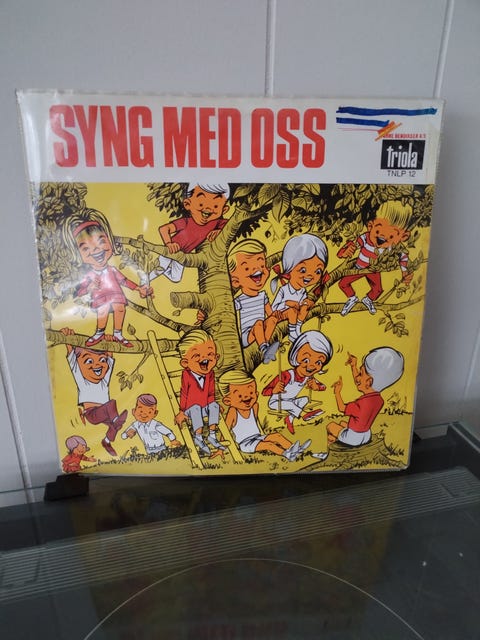 SYNG MED OSS
ARNE BENDIKSEN A/S
triola
TNLP 12